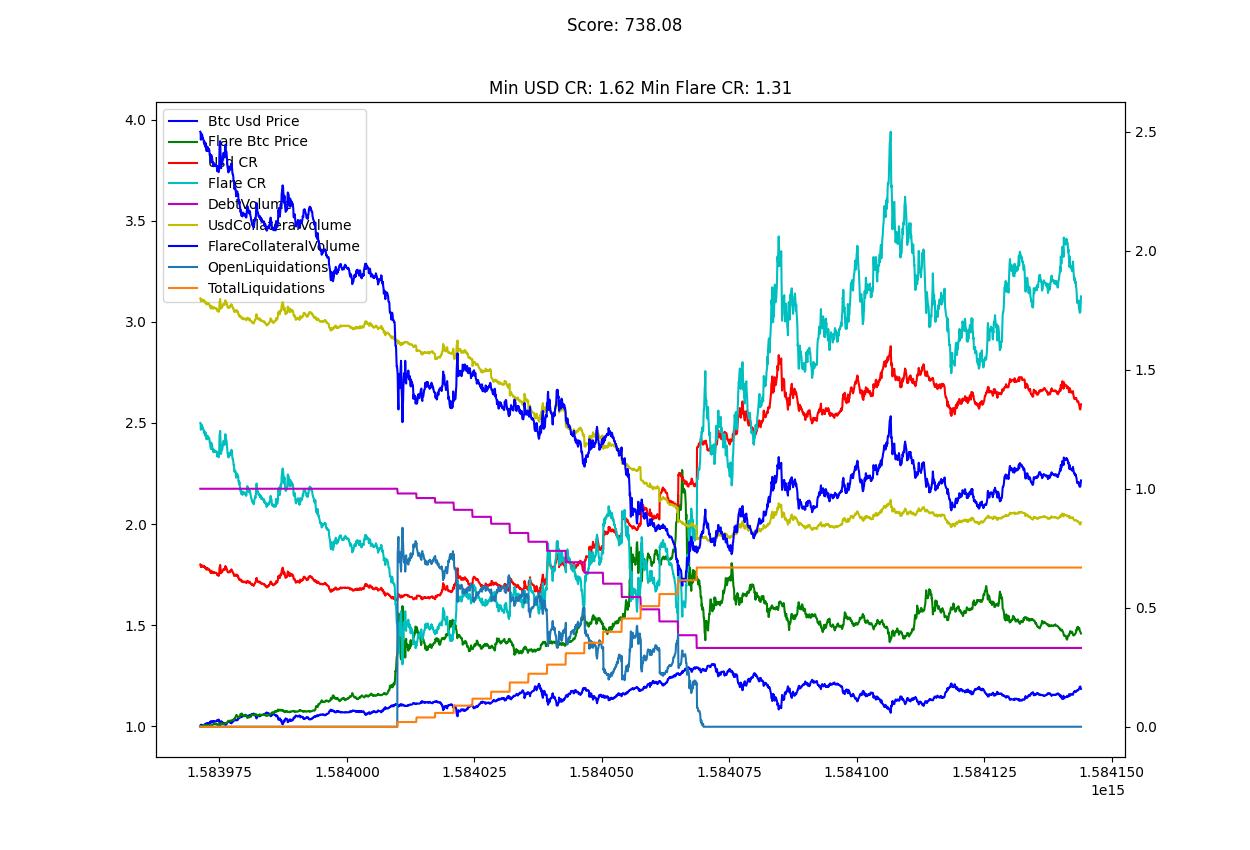 Score: 738.08
Min USD CR: 1.62 Min Flare CR: 1.31
Btc Usd Price
Flare Btc Price
Usd CR
Flare CR
DebtVolume
UsdCollateralVolume
FlareCollateralVolume
OpenLiquidations
TotalLiquidations
4.0
3.5
3.0
2.5
2.0
1.5
1.0
2.5
2.0
1.5
1.0
0.5
0.0
1.583975 1.584000 1.584025 1.584050 1.584075 1.584100 1.584125 1.584150
1e15